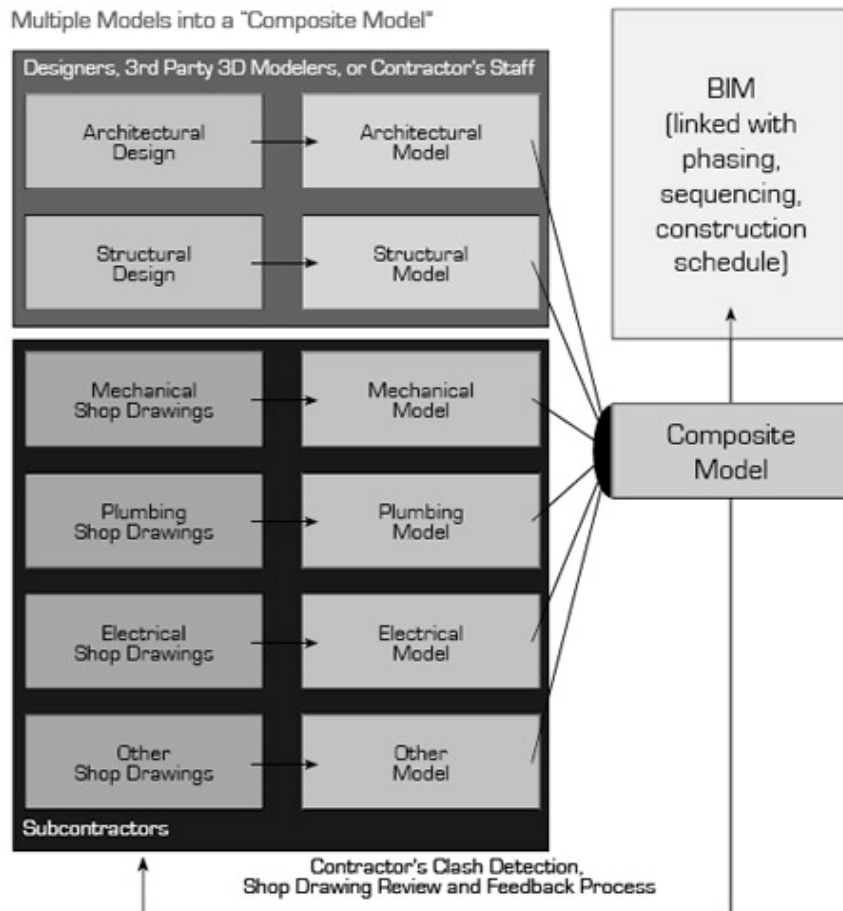 Multiple Models into a "Composite Model"
Designers, 3rd Party 3D Modelers, or Contractor's Staff
Architectural
Design
Architectural
Model
Structural
Design
Structural
Model
Mechanical
Shop Drawings
Mechanical
Model
Plumbing
Shop Drawings
Plumbing
Model
Electrical
Shop Drawings
Electrical
Model
Other
Shop Drawings
Other
Model
Subcontractors
BIM
(linked with
phasing,
sequencing,
construction
schedule)
Composite
Model
Contractor's Clash Detection,
Shop Drawing Review and Feedback Process